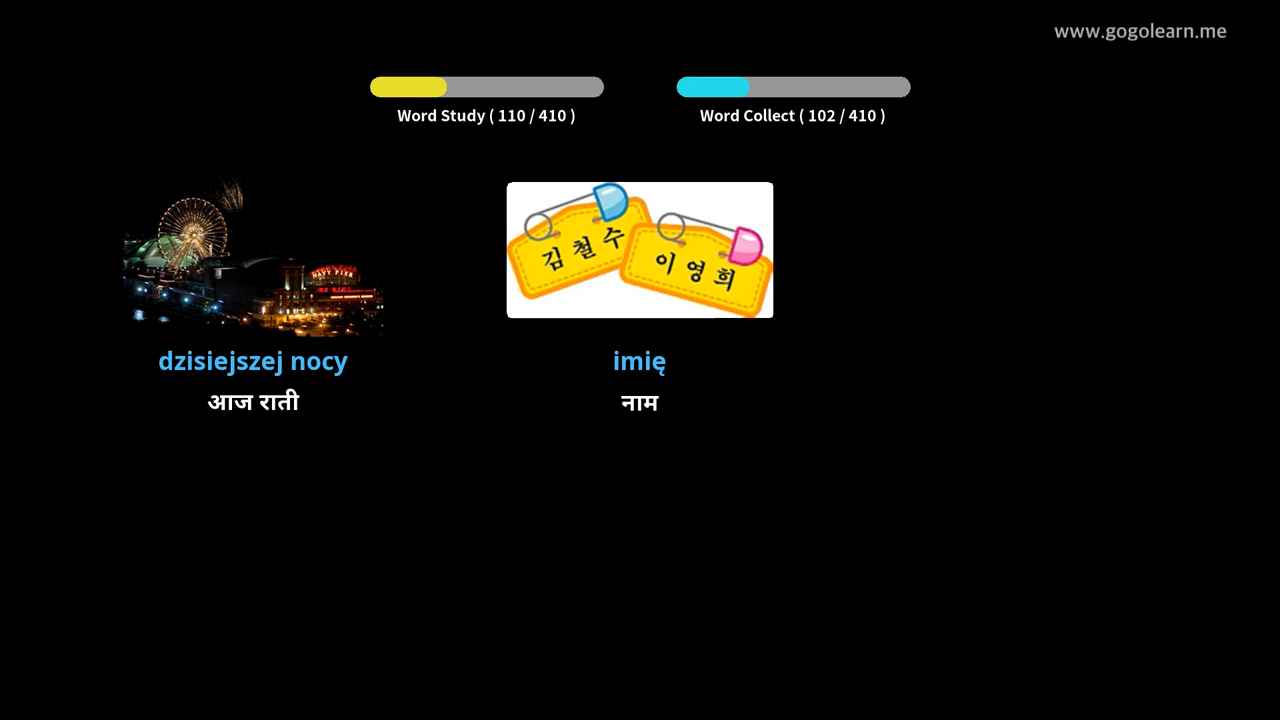 www.gogolearn.me
Word Study ( 110 / 410 )
Word Collect ( 102 / 410 )
김철수
이영희
dzisiejszej nocy
imię
आज राती
नाम